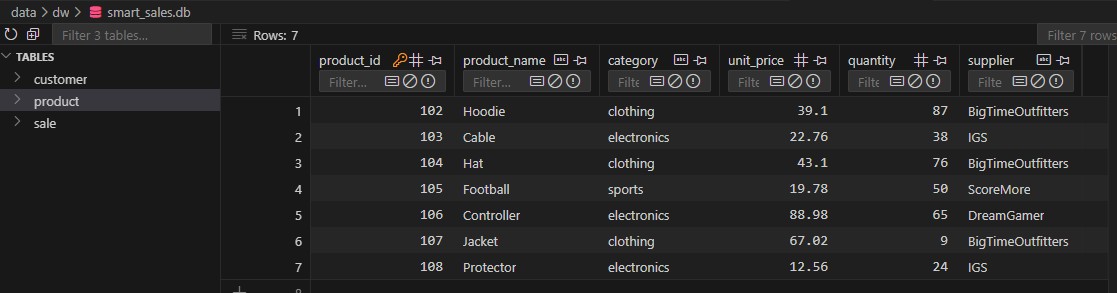 data > dw > smart_sales.db
Filter 3 tables...
Rows: 7
Filter 7 rows
TABLES
customer
product
sale
product_id product_name category unit_price quantity supplier
Filter... Filter... Filte Filte Filte Filte
1 102 Hoodie clothing 39.1 87 BigTimeOutfitters
2 103 Cable electronics 22.76 38 IGS
3 104 Hat clothing 43.1 76 BigTimeOutfitters
4 105 Football sports 19.78 50 ScoreMore
5 106 Controller electronics 88.98 65 DreamGamer
6 107 Jacket clothing 67.02 9 BigTimeOutfitters
7 108 Protector electronics 12.56 24 IGS